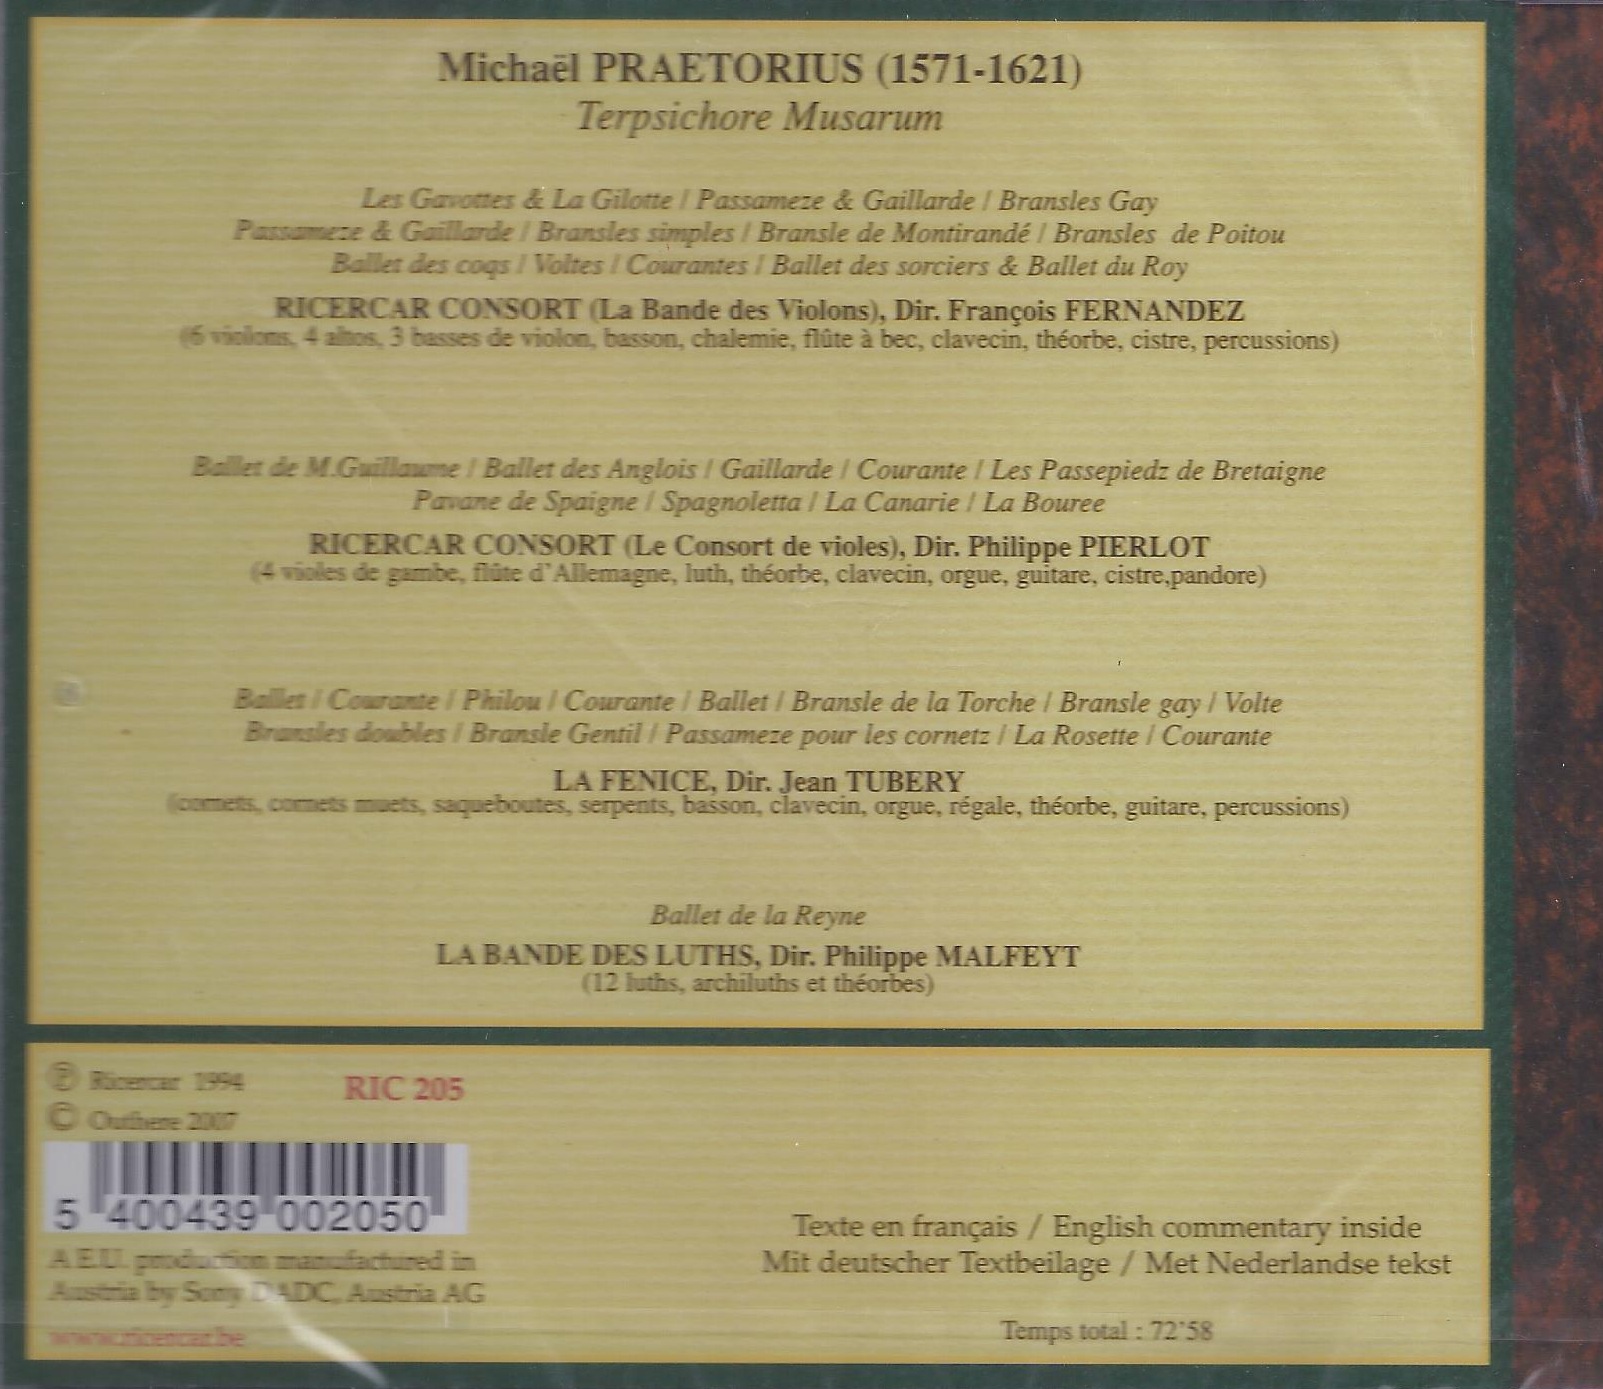 Michaël PRAETORIUS (1571-1621)
Terpsichore Musarum
Les Gavottes & La Gilotte / Passameze & Gaillarde / Bransles Gay
Passameze & Gaillarde / Bransles simples / Bransle de Montirandé / Bransles de Poitou
Ballet des coqs / Voltes / Courantes / Ballet des sorciers & Ballet du Roy
RICERCAR CONSORT (La Bande des Violons), Dir. François FERNANDEZ
(6 violons, 4 altos, 3 basses de violon, basson, chalemie, flûte à bec, clavecin, théorbe, cistre, percussions)
Ballet de M.Guillaume / Ballet des Anglois / Gaillarde / Courante / Les Passepiedz de Bretaigne
Pavane de Spaigne / Spagnoletta / La Canarie / La Bouree
RICERCAR CONSORT (Le Consort de violes), Dir. Philippe PIERLOT
(4 violes de gambe, flûte d'Allemagne, luth, théorbe, clavecin, orgue, guitare, cistre,pandore)
Ballet / Courante / Philou / Courante / Ballet / Bransle de la Torche / Bransle gay / Volte
Bransles doubles / Bransle Gentil / Passameze pour les cornetz / La Rosette / Courante
LA FENICE, Dir. Jean TUBERY
(cornets, cornets muets, saqueboutes, serpents, basson, clavecin, orgue, régale, théorbe, guitare, percussions)
Ballet de la Reyne
LA BANDE DES LUTHS, Dir. Philippe MALFEYT
(12 luths, archiluths et théorbes)
℗ Ricercar 1994
RIC 205
© Outhere 2007
5 400439 002050
A E.U. production manufactured in
Austria by Sony DADC, Austria AG
www.ricercar.be
Texte en français / English commentary inside
Mit deutscher Textbeilage / Met Nederlandse tekst
Temps total : 72'58